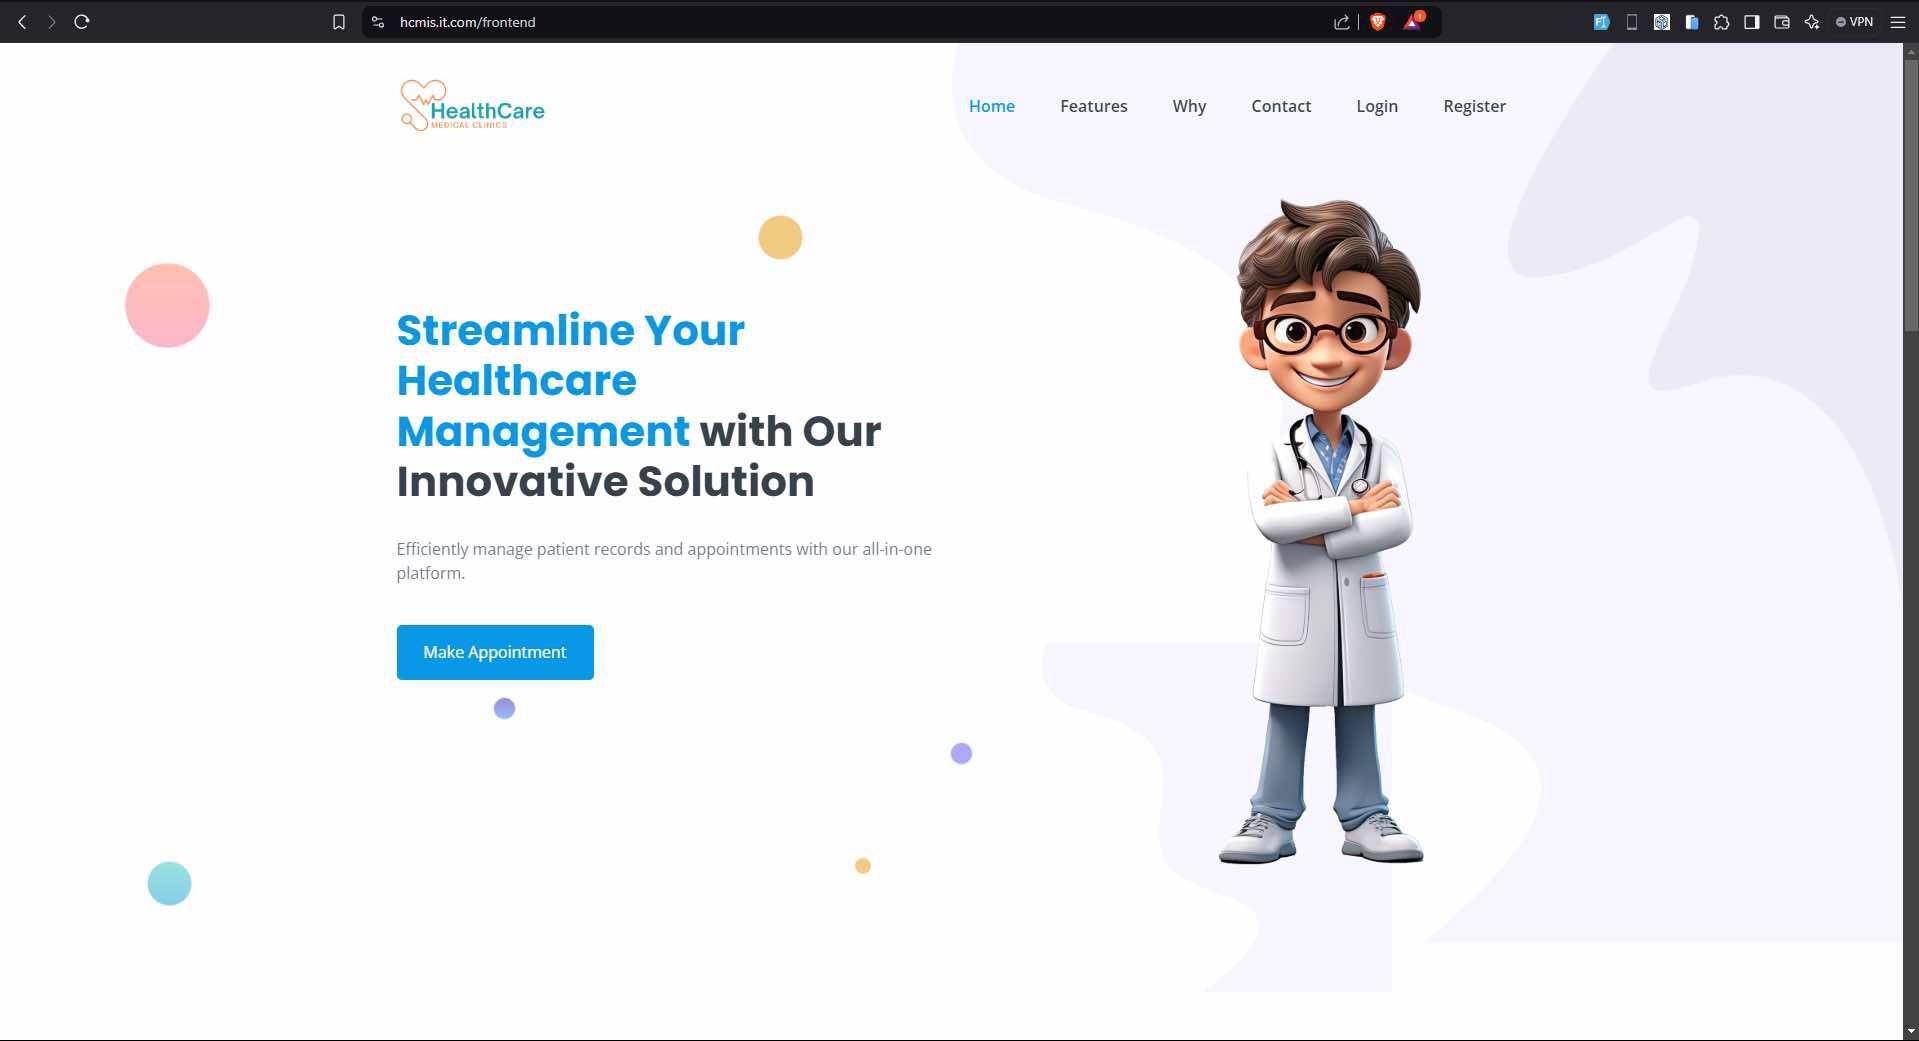 hcmis.it.com/frontend
1
VPN
HealthCare
MEDICAL CLINICS
Home
Features
Why
Contact
Login
Register
Streamline Your
Healthcare
Management with Our
Innovative Solution
Efficiently manage patient records and appointments with our all-in-one
platform.
Make Appointment